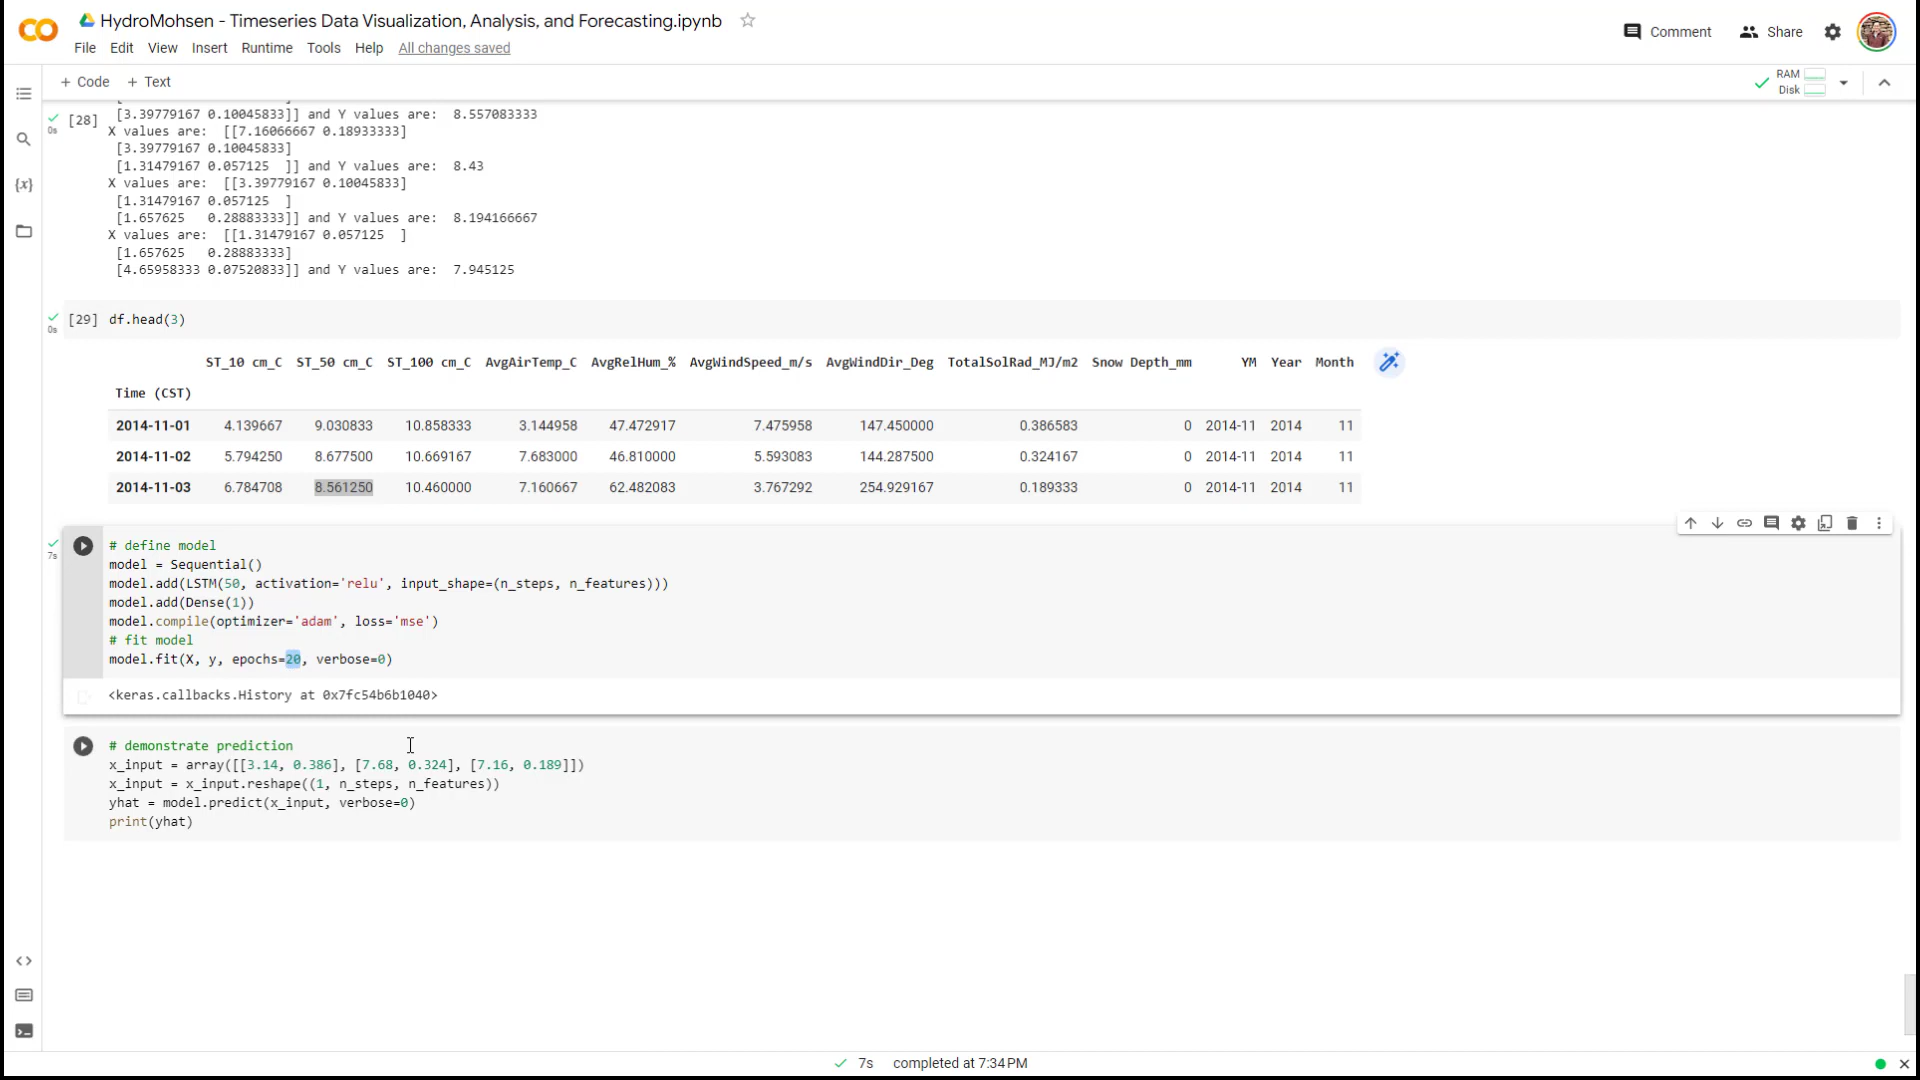 HydroMohsen - Timeseries Data Visualization, Analysis, and Forecasting.ipynb
File Edit View Insert Runtime Tools Help All changes saved
Comment Share
+ Code + Text
RAM
Disk
[28]
[3.39779167 0.10045833]] and Y values are:  8.557083333
X values are:  [[7.16066667 0.18933333]
[3.39779167 0.10045833]
[1.31479167 0.057125  ]] and Y values are:  8.43
X values are:  [[3.39779167 0.10045833]
[1.31479167 0.057125  ]
[1.657625   0.28883333]] and Y values are:  8.194166667
X values are:  [[1.31479167 0.057125  ]
[1.657625   0.28883333]
[4.65958333 0.07520833]] and Y values are:  7.945125
0s
[29] df.head(3)
0s
ST_10 cm_C ST_50 cm_C ST_100 cm_C AvgAirTemp_C AvgRelHum_% AvgWindSpeed_m/s AvgWindDir_Deg TotalSolRad_MJ/m2 Snow Depth_mm YM Year Month
Time (CST)
2014-11-01 4.139667 9.030833 10.858333 3.144958 47.472917 7.475958 147.450000 0.386583 0 2014-11 2014 11
2014-11-02 5.794250 8.677500 10.669167 7.683000 46.810000 5.593083 144.287500 0.324167 0 2014-11 2014 11
2014-11-03 6.784708 8.561250 10.460000 7.160667 62.482083 3.767292 254.929167 0.189333 0 2014-11 2014 11
7s
# define model
model = Sequential()
model.add(LSTM(50, activation='relu', input_shape=(n_steps, n_features)))
model.add(Dense(1))
model.compile(optimizer='adam', loss='mse')
# fit model
model.fit(X, y, epochs=20, verbose=0)
<keras.callbacks.History at 0x7fc54b6b1040>
# demonstrate prediction
x_input = array([[3.14, 0.386], [7.68, 0.324], [7.16, 0.189]])
x_input = x_input.reshape((1, n_steps, n_features))
yhat = model.predict(x_input, verbose=0)
print(yhat)
7s completed at 7:34 PM